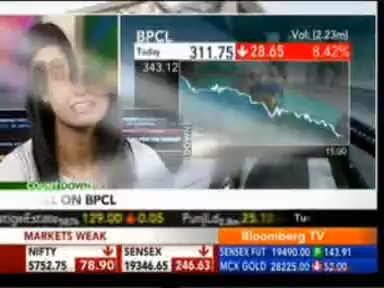 BPCL
Vol: (2.23m)
Today 311.75 28.65 8.42%
343.12
15:00
COUNTDOWN
ON BPCL
129.00 0.05 25.10
MARKETS WEAK
Bloomberg TV
NIFTY SENSEX
5752.75 78.90 19346.65 246.63
SENSEX FUT 19490.00 143.91
MCX GOLD 28225.00 52.00